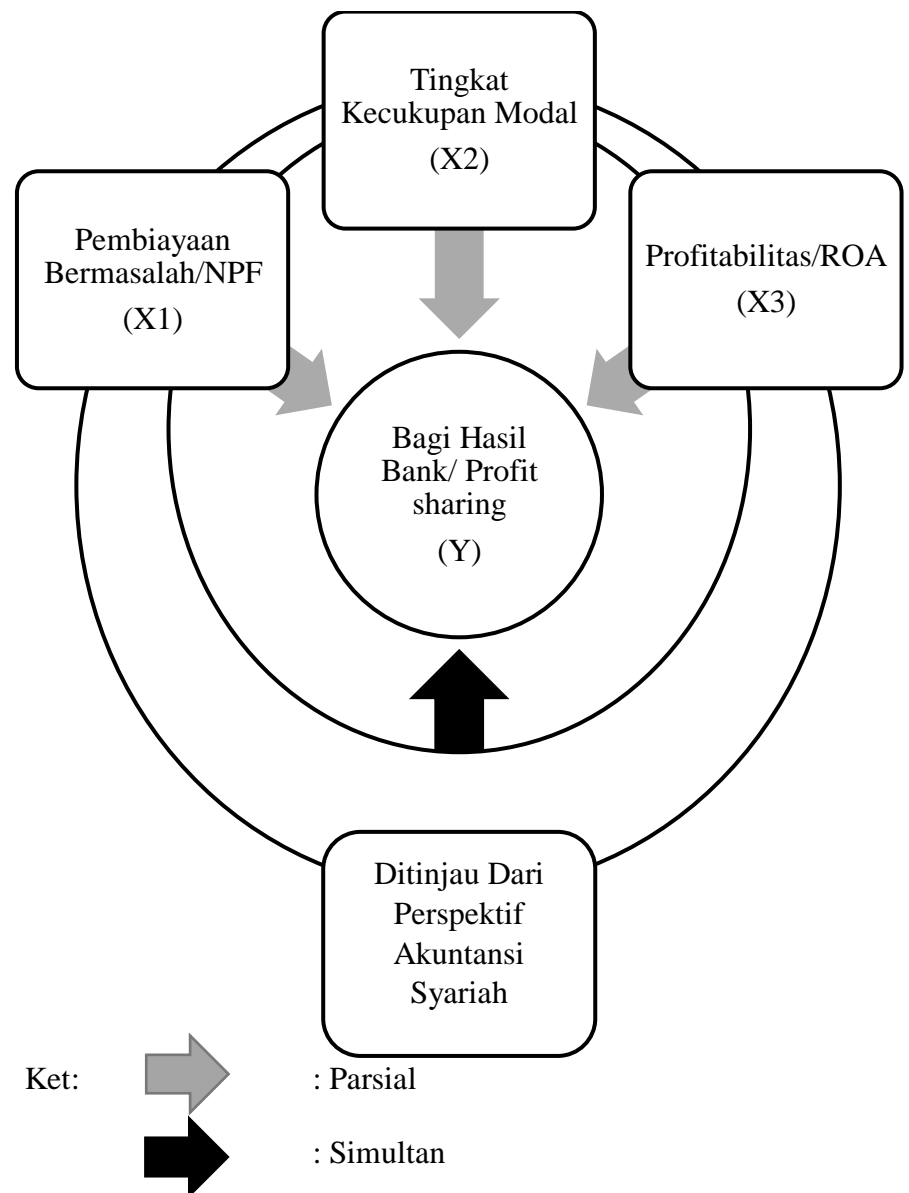 Tingkat
Kecukupan Modal
(X2)
Pembiayaan
Bermasalah/NPF
(X1)
Profitabilitas/ROA
(X3)
Bagi Hasil
Bank/ Profit
sharing
(Y)
Ditinjau Dari
Perspektif
Akuntansi
Syariah
Ket:
: Parsial
: Simultan